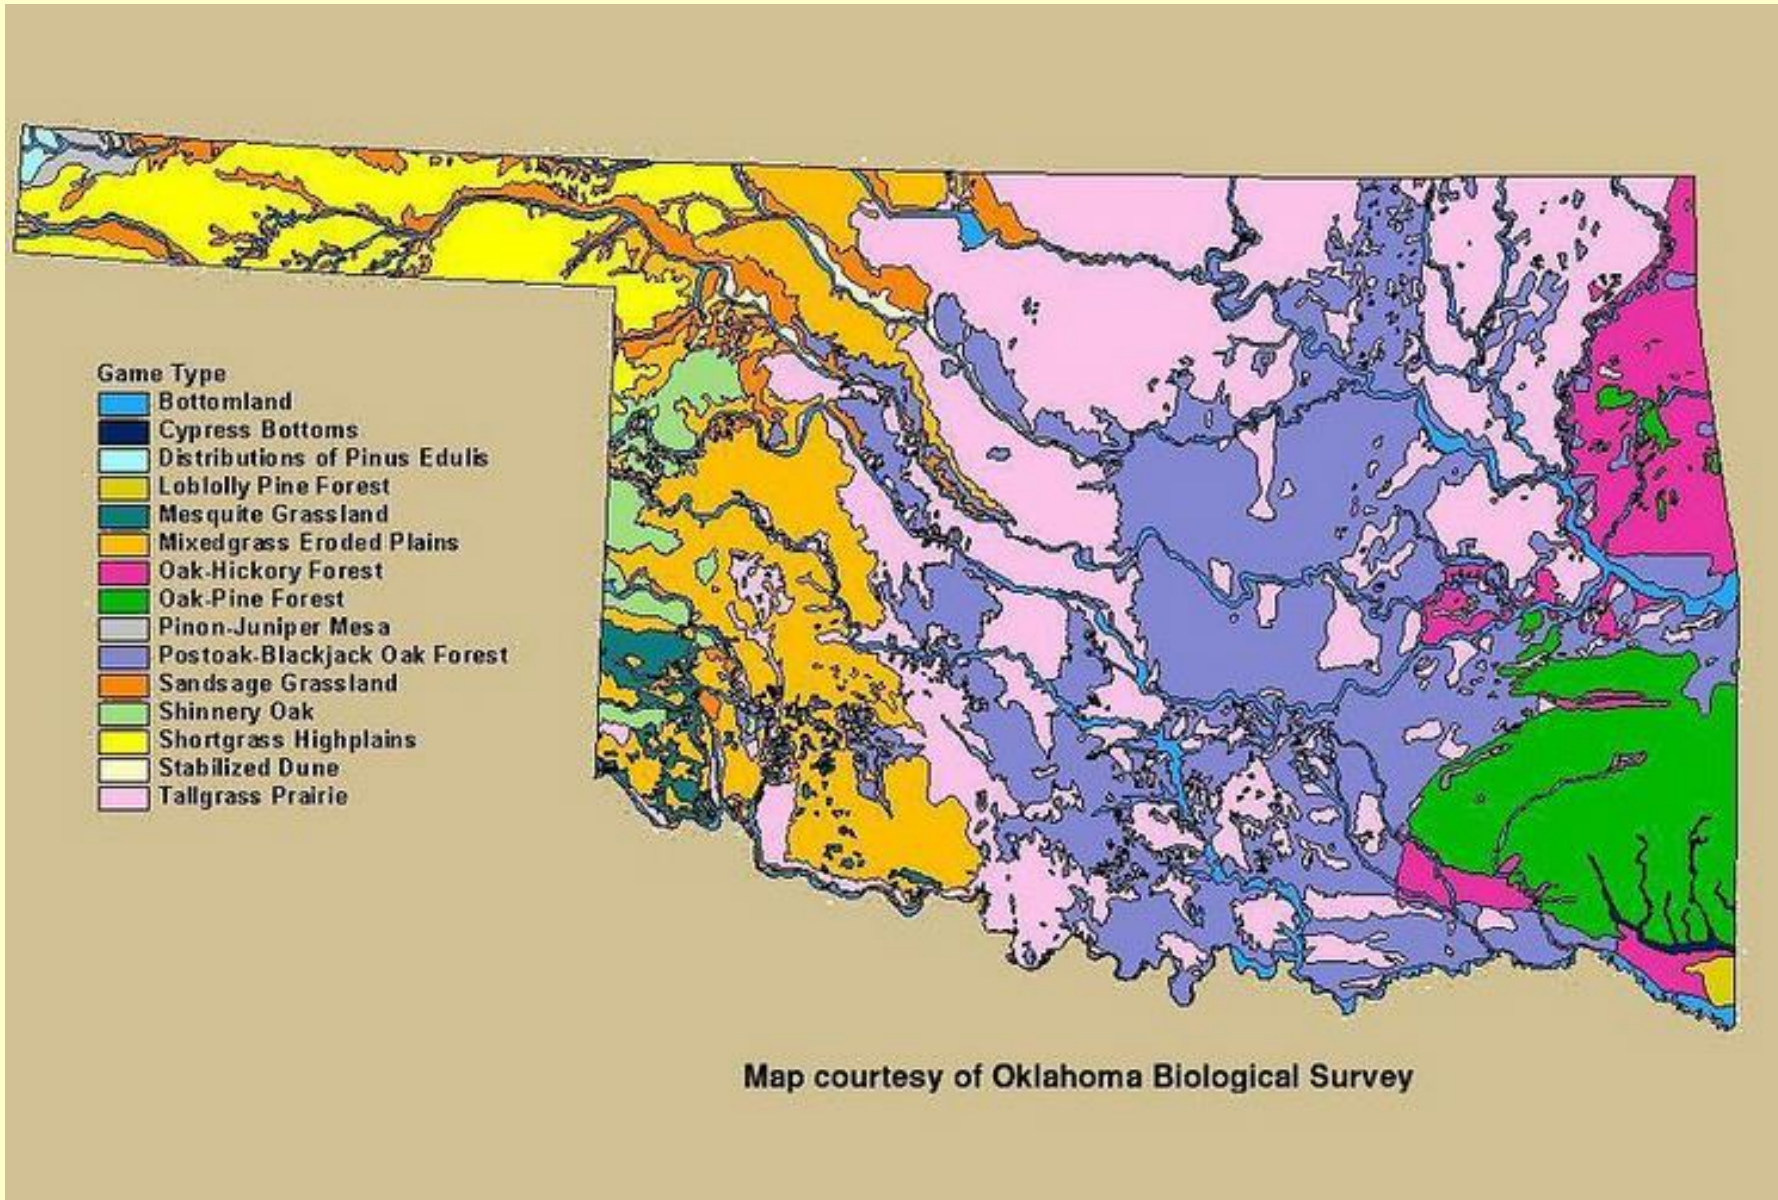 Game Type
Bottomland
Cypress Bottoms
Distributions of Pinus Edulis
Loblolly Pine Forest
Mesquite Grassland
Mixedgrass Eroded Plains
Oak-Hickory Forest
Oak-Pine Forest
Pinon-Juniper Mesa
Postoak-Blackjack Oak Forest
Sandsage Grassland
Shinnery Oak
Shortgrass Highplains
Stabilized Dune
Tallgrass Prairie
Map courtesy of Oklahoma Biological Survey